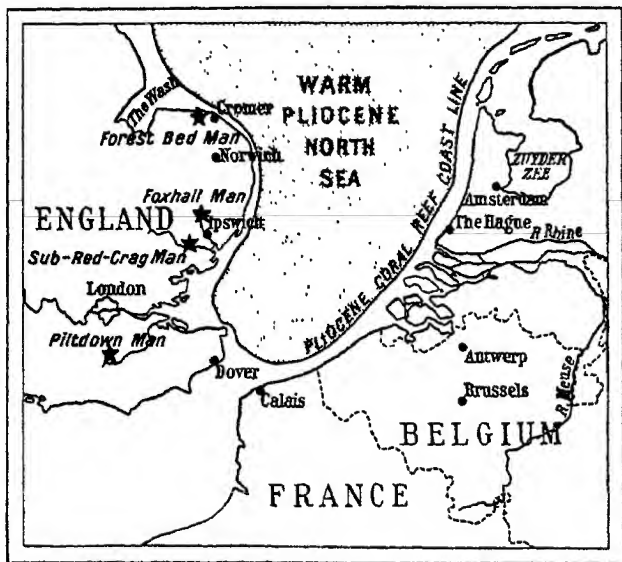 The Wash
Cromer
Forest Bed Man
Norwich
Foxhall Man
ENGLAND
Ipswich
Sub-Red-Crag Man
London
Piltdown Man
Dover
Calais
WARM
PLIOCENE
NORTH
SEA
PLIOCENE CORAL REEF COAST LINE
ZUYDER
ZEE
Amsterdam
The Hague
R. Rhine
Antwerp
Brussels
R. Meuse
BELGIUM
FRANCE